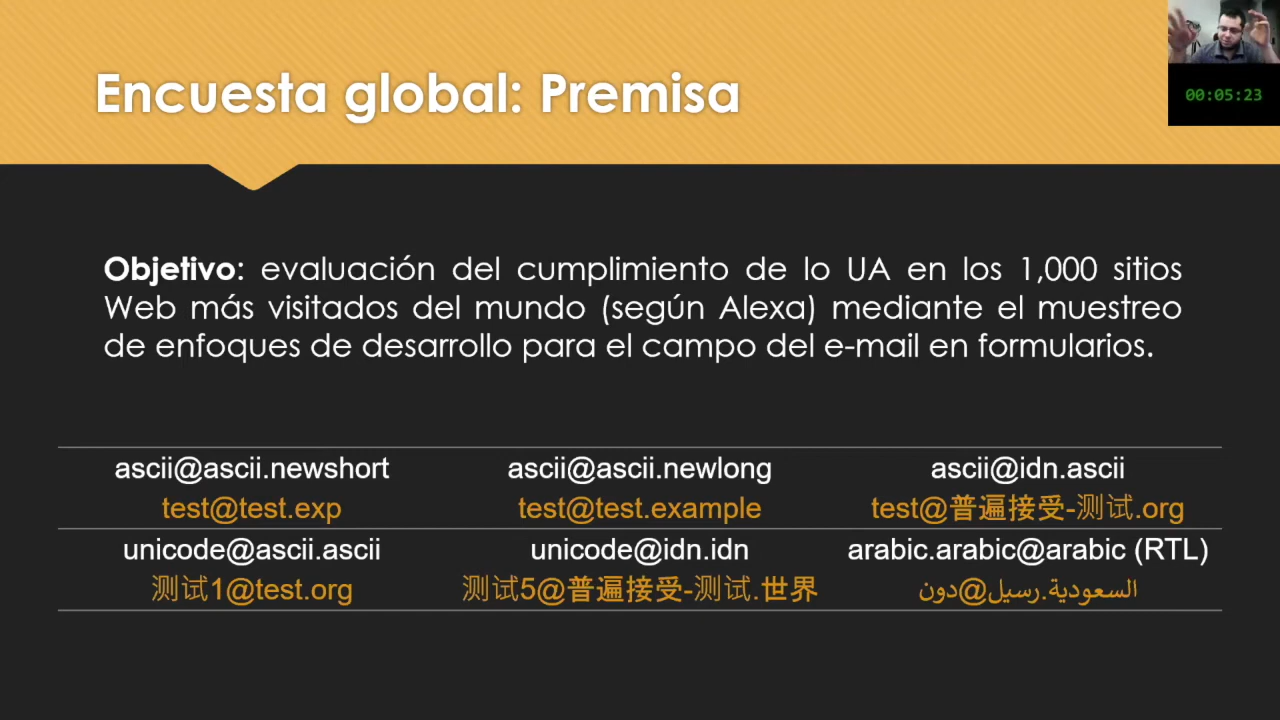 Encuesta global: Premisa
00:05:23
Objetivo: evaluación del cumplimiento de lo UA en los 1,000 sitios
Web más visitados del mundo (según Alexa) mediante el muestreo
de enfoques de desarrollo para el campo del e-mail en formularios.
ascii@ascii.newshort ascii@ascii.newlong ascii@idn.ascii
test@test.exp test@test.example test@普遍接受-测试.org
unicode@ascii.ascii unicode@idn.idn arabic.arabic@arabic (RTL)
测试1@test.org 测试5@普遍接受-测试.世界 السعودية.رسيل@دون